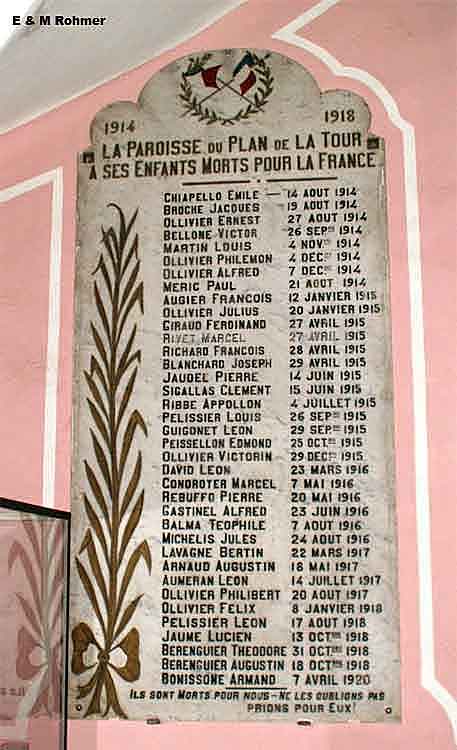 E & M Rohmer
1914 1918
LA PAROISSE DU PLAN DE LA TOUR
A SES ENFANTS MORTS POUR LA FRANCE
CHIAPELLO EMILE — 14 AOUT 1914
BROCHE JACQUES 19 AOUT 1914
OLLIVIER ERNEST 27 AOUT 1914
BELLONE VICTOR 26 SEPRE 1914
MARTIN LOUIS 4 NOVRE 1914
OLLIVIER PHILEMON 4 DECRE 1914
OLLIVIER ALFRED 7 DECRE 1914
MERIC PAUL 21 AOUT 1914
AUGIER FRANCOIS 12 JANVIER 1915
OLLIVIER JULIUS 20 JANVIER 1915
GIRAUD FERDINAND 27 AVRIL 1915
RIVET MARCEL 27 AVRIL 1915
RICHARD FRANCOIS 28 AVRIL 1915
BLANCHARD JOSEPH 29 AVRIL 1915
JAUDEL PIERRE 14 JUIN 1915
SIGALLAS CLEMENT 15 JUIN 1915
RIBBE APPOLLON 4 JUILLET 1915
PELISSIER LOUIS 26 SEPRE 1915
GUIGONET LEON 29 SEPRE 1915
PEISSELLON EDMOND 25 OCTRE 1915
OLLIVIER VICTORIN 29 DECRE 1915
DAVID LEON 23 MARS 1916
CONDROYER MARCEL 7 MAI 1916
REBUFFO PIERRE 20 MAI 1916
GASTINEL ALFRED 23 JUIN 1916
BALMA TEOPHILE 7 AOUT 1916
MICHELIS JULES 24 AOUT 1916
LAVAGNE BERTIN 22 MARS 1917
ARNAUD AUGUSTIN 18 MAI 1917
AUMERAN LEON 14 JUILLET 1917
OLLIVIER PHILIBERT 20 AOUT 1917
OLLIVIER FELIX 8 JANVIER 1918
PELISSIER LEON 17 AOUT 1918
JAUME LUCIEN 13 OCTBRE 1918
BERENGUIER THEODORE 31 OCTBRE 1918
BERENGUIER AUGUSTIN 18 OCTBRE 1918
BONISSONE ARMAND 7 AVRIL 1920
ILS SONT MORTS POUR NOUS - NE LES OUBLIONS PAS
PRIONS POUR EUX!